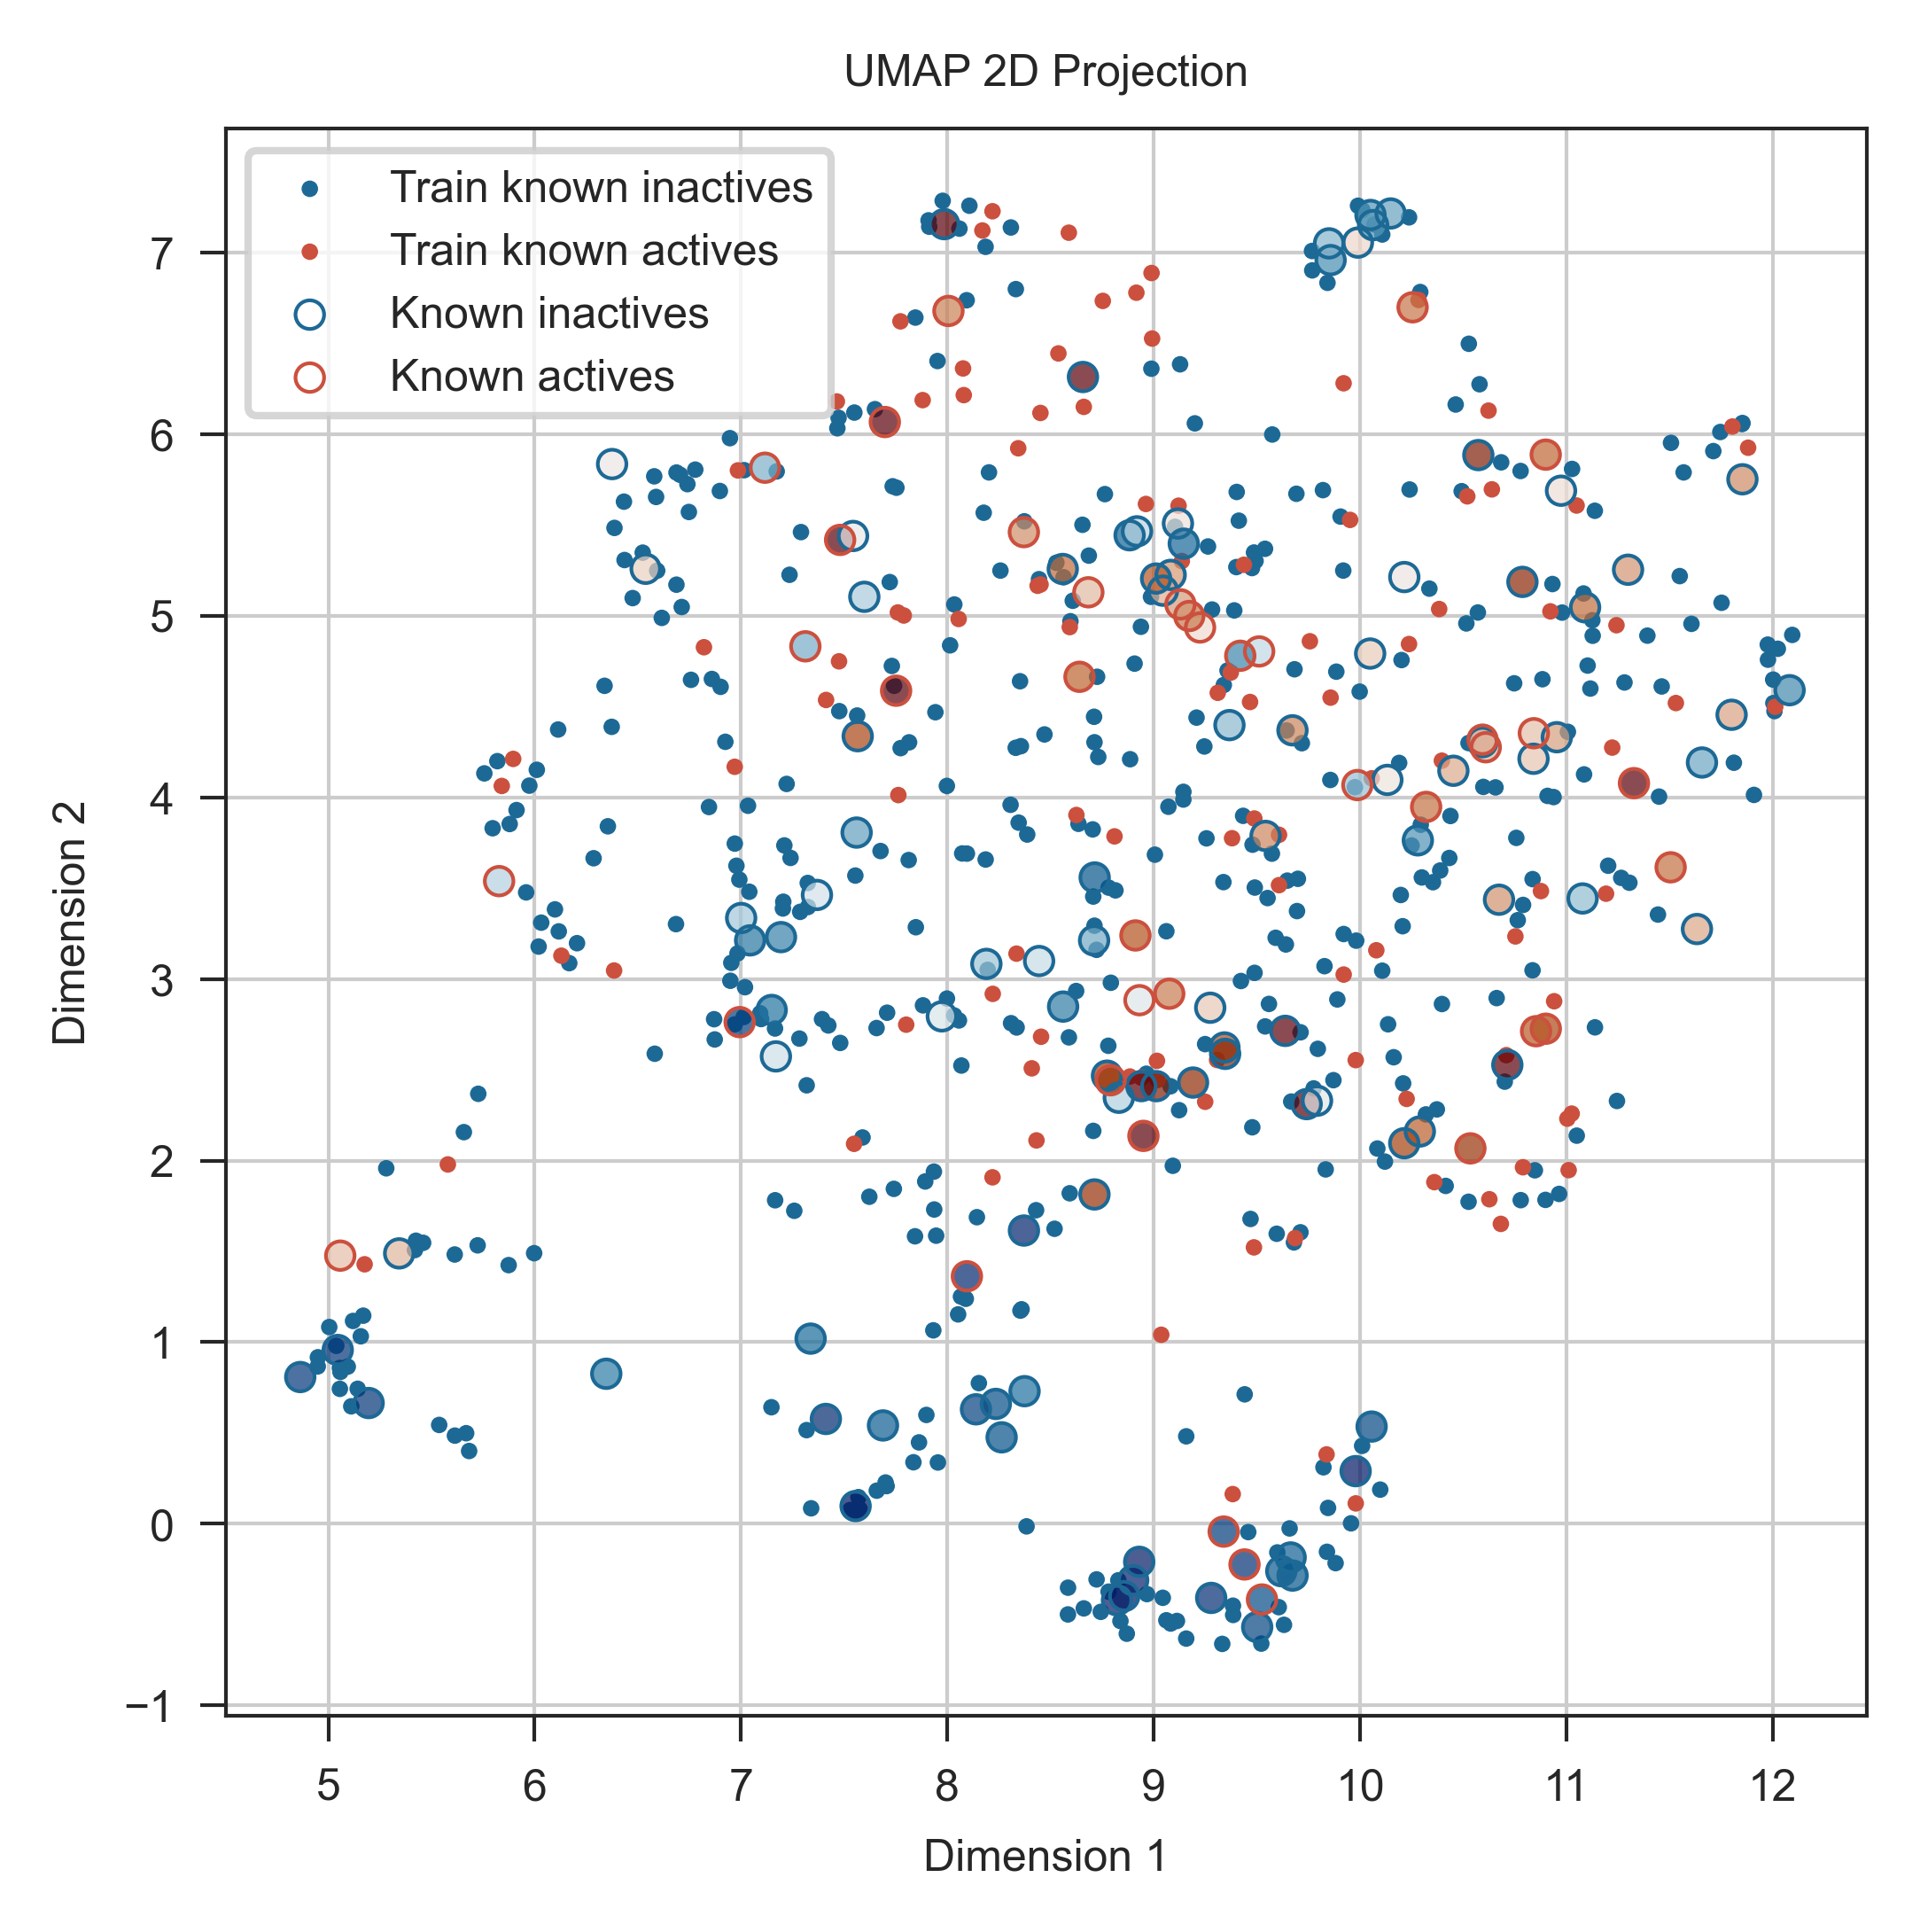 UMAP 2D Projection
Train known inactives
Train known actives
Known inactives
Known actives
7
6
5
4
3
2
1
0
−1
Dimension 2
5 6 7 8 9 10 11 12
Dimension 1